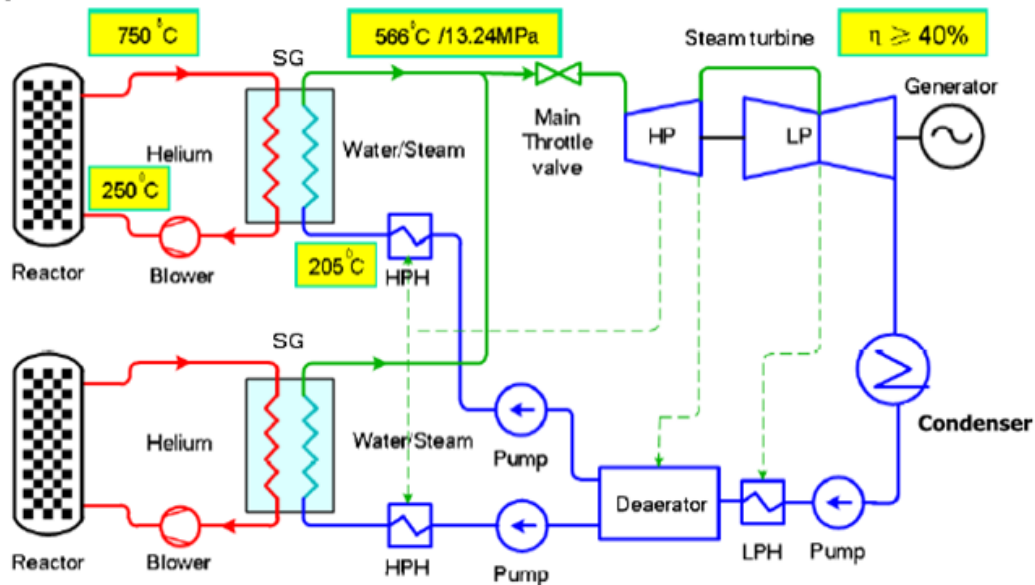 750°C
566°C /13.24MPa
Steam turbine
η ⩾ 40%
SG
Generator
Main
Throttle
valve
HP
LP
Helium
Water/Steam
250°C
205°C
Reactor
Blower
HPH
SG
Helium
Water/Steam
Pump
Condenser
Deaerator
Reactor
Blower
HPH
Pump
LPH
Pump